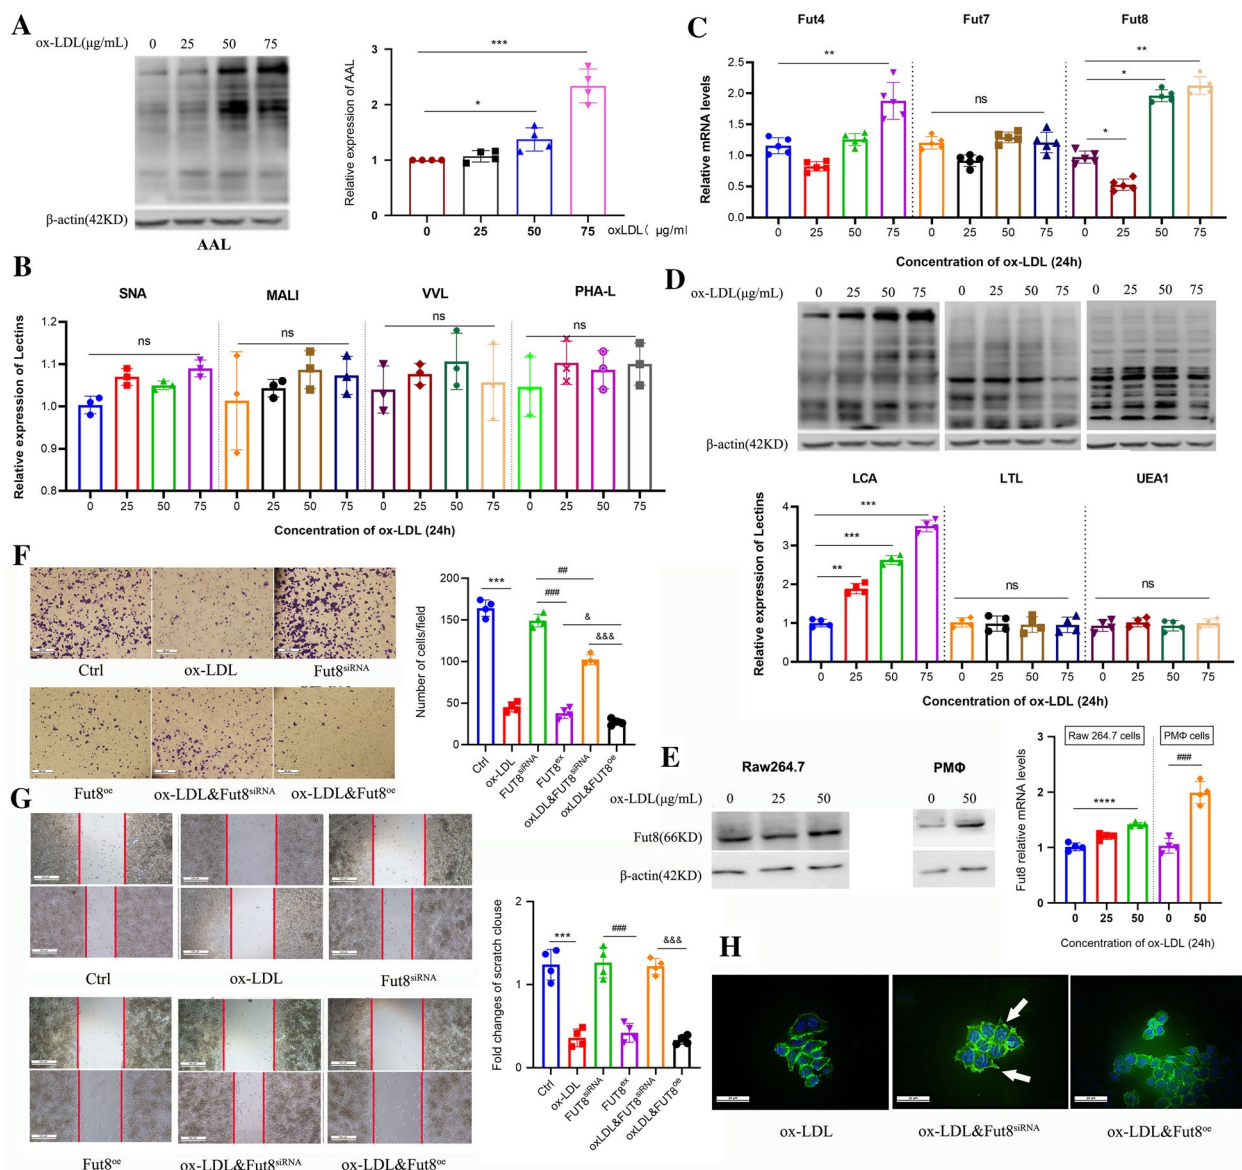 A
ox-LDL(μg/mL)
0 25 50 75
β-actin(42KD)
AAL
Relative expression of AAL
3
2
1
0
***
*
0 25 50 75
oxLDL( μg/ml
B
SNA MALI VVL PHA-L
Relative expression of Lectins
1.2
1.1
1.0
0.9
0.8
ns ns ns ns
0 25 50 75 0 25 50 75 0 25 50 75 0 25 50 75
Concentration of ox-LDL (24h)
C
Fut4 Fut7 Fut8
Relative mRNA levels
2.5
2.0
1.5
1.0
0.5
0.0
** ns ** * *
0 25 50 75 0 25 50 75 0 25 50 75
Concentration of ox-LDL (24h)
D
ox-LDL(μg/mL)
0 25 50 75 0 25 50 75 0 25 50 75
β-actin(42KD)
LCA LTL UEA1
Relative expression of Lectins
4
3
2
1
0
***
***
**
ns ns
0 25 50 75 0 25 50 75 0 25 50 75
Concentration of ox-LDL (24h)
E
Raw264.7 PMΦ
ox-LDL(μg/mL)
0 25 50 0 50
Fut8(66KD)
β-actin(42KD)
Fut8 relative mRNA levels
3
2
1
0
Raw 264.7 cells PMΦ cells
**** ###
0 25 50 0 50
Concentration of ox-LDL (24h)
F
Ctrl ox-LDL Fut8siRNA
Fut8oe ox-LDL&Fut8siRNA ox-LDL&Fut8oe
Number of cells/field
200
150
100
50
0
*** ## ### & &&&
Ctrl
ox-LDL
FUT8siRNA
FUT8ex
oxLDL&FUT8siRNA
oxLDL&FUT8oe
G
Ctrl ox-LDL Fut8siRNA
Fut8oe ox-LDL&Fut8siRNA ox-LDL&Fut8oe
Fold changes of scratch clouse
2
1
0
*** ### &&&
Ctrl
ox-LDL
FUT8siRNA
FUT8ex
oxLDL&FUT8siRNA
oxLDL&FUT8oe
H
ox-LDL ox-LDL&Fut8siRNA ox-LDL&Fut8oe